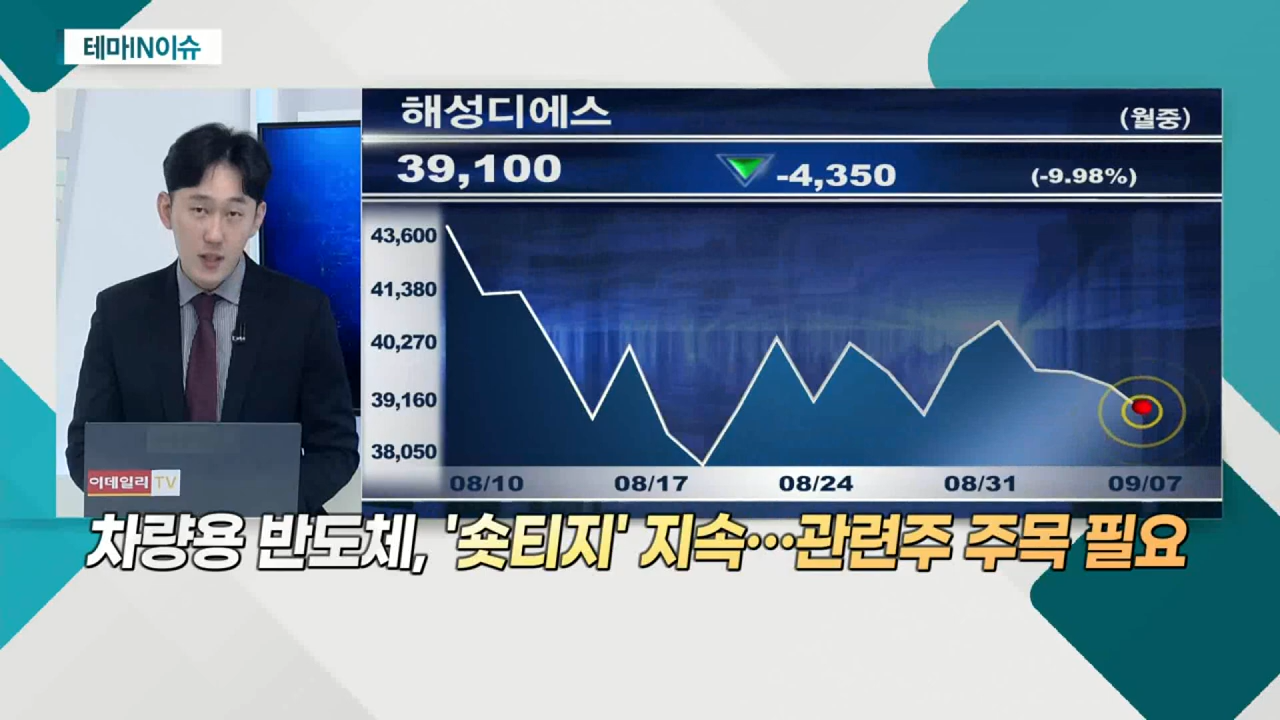 테마IN이슈
해성디에스 (월중)
39,100 -4,350 (-9.98%)
43,600
41,380
40,270
39,160
38,050
08/10 08/17 08/24 08/31 09/07
이데일리TV
차량용 반도체, '숏티지' 지속…관련주 주목 필요